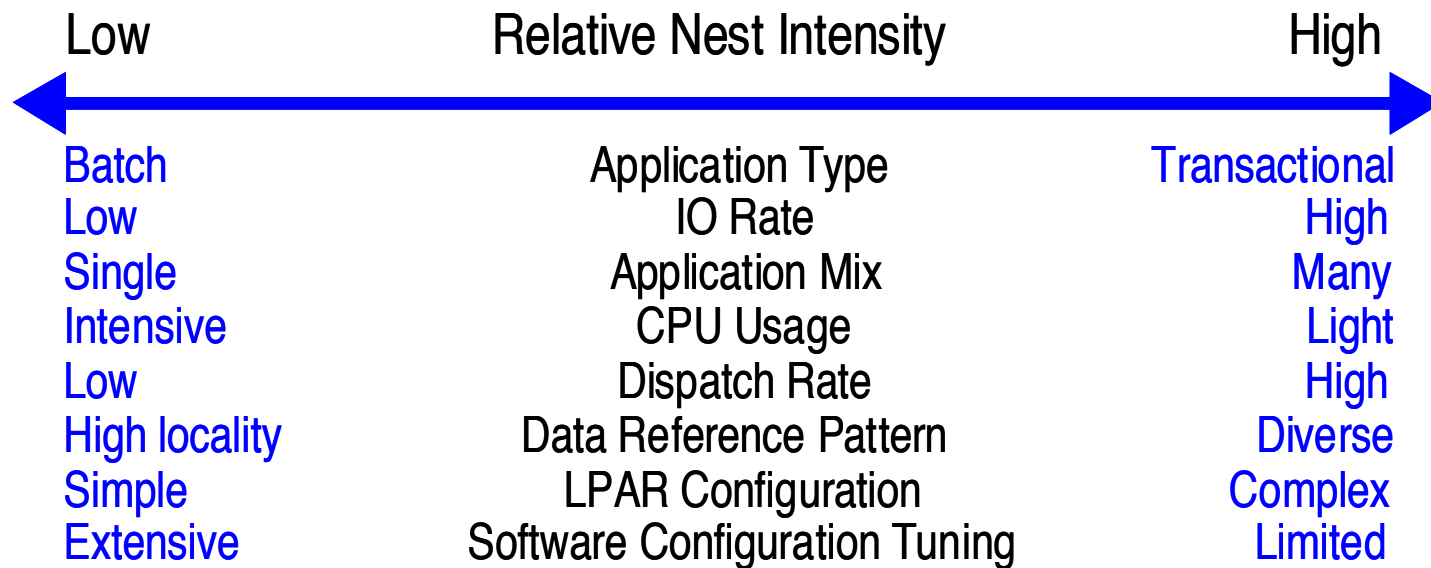 Low Relative Nest Intensity High
Batch Application Type Transactional
Low IO Rate High
Single Application Mix Many
Intensive CPU Usage Light
Low Dispatch Rate High
High locality Data Reference Pattern Diverse
Simple LPAR Configuration Complex
Extensive Software Configuration Tuning Limited